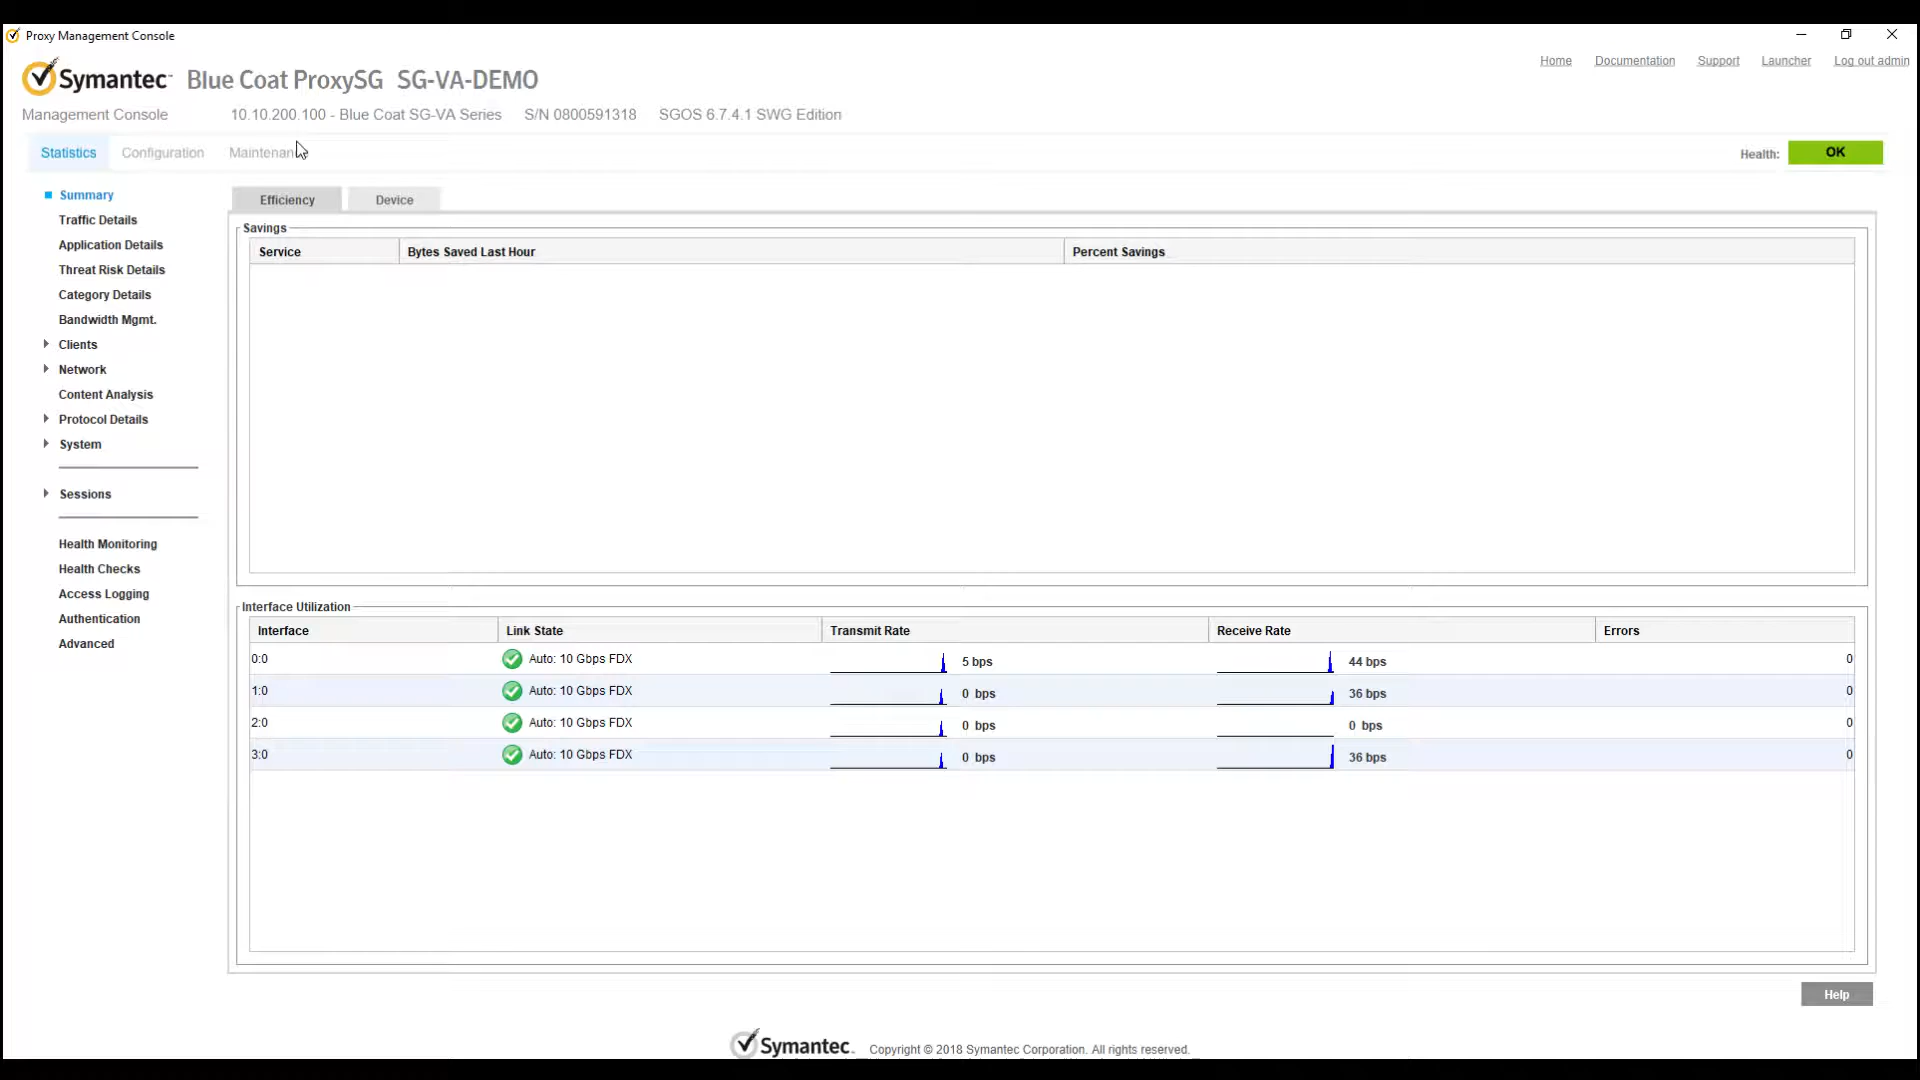 Proxy Management Console
Symantec Blue Coat ProxySG SG-VA-DEMO
Home Documentation Support Launcher Log out admin
Management Console 10.10.200.100 - Blue Coat SG-VA Series S/N 0800591318 SGOS 6.7.4.1 SWG Edition
Statistics Configuration Maintenance
Health: OK
Summary
Traffic Details
Application Details
Threat Risk Details
Category Details
Bandwidth Mgmt.
Clients
Network
Content Analysis
Protocol Details
System
Sessions
Health Monitoring
Health Checks
Access Logging
Authentication
Advanced
Efficiency Device
Savings
Service Bytes Saved Last Hour Percent Savings
Interface Utilization
Interface Link State Transmit Rate Receive Rate Errors
0:0 Auto: 10 Gbps FDX 5 bps 44 bps 0
1:0 Auto: 10 Gbps FDX 0 bps 36 bps 0
2:0 Auto: 10 Gbps FDX 0 bps 0 bps 0
3:0 Auto: 10 Gbps FDX 0 bps 36 bps 0
Help
Symantec Copyright © 2018 Symantec Corporation. All rights reserved.